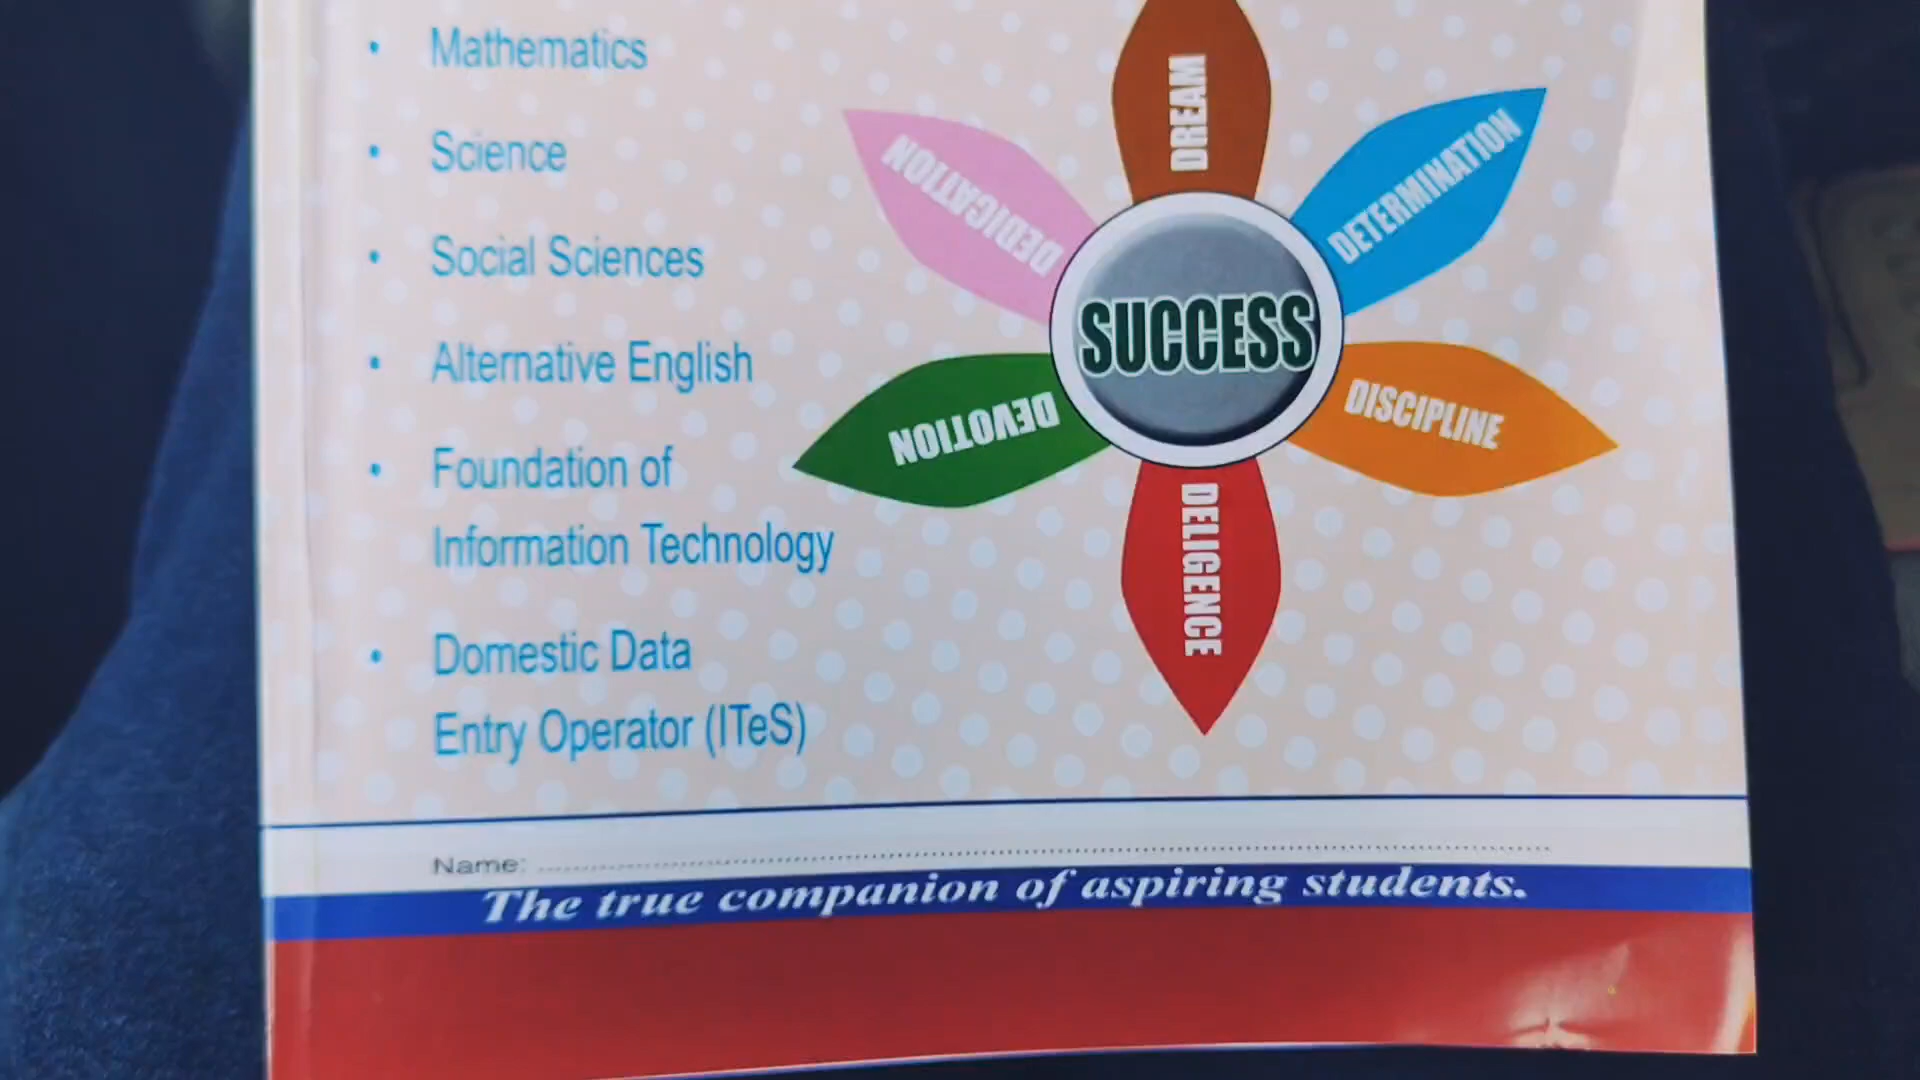 • Mathematics
• Science
• Social Sciences
• Alternative English
• Foundation of
Information Technology
• Domestic Data
Entry Operator (ITeS)
DREAM
DETERMINATION
DISCIPLINE
DELIGENCE
DEVOTION
DEDICATION
SUCCESS
Name: ........................................
The true companion of aspiring students.